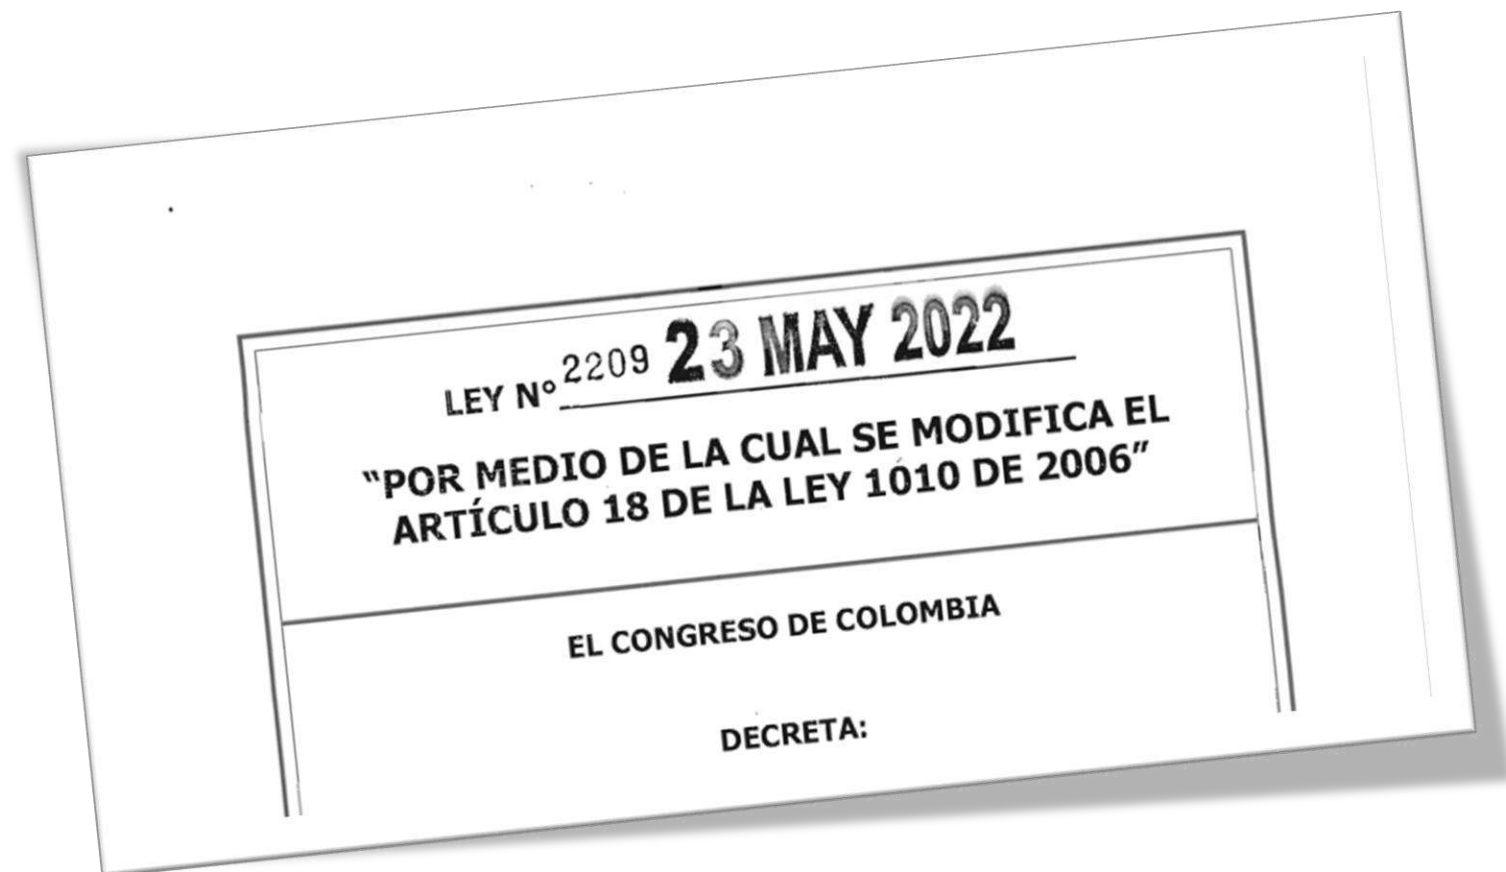 LEY Nº 2209 23 MAY 2022
“POR MEDIO DE LA CUAL SE MODIFICA EL
ARTÍCULO 18 DE LA LEY 1010 DE 2006”
EL CONGRESO DE COLOMBIA
DECRETA: